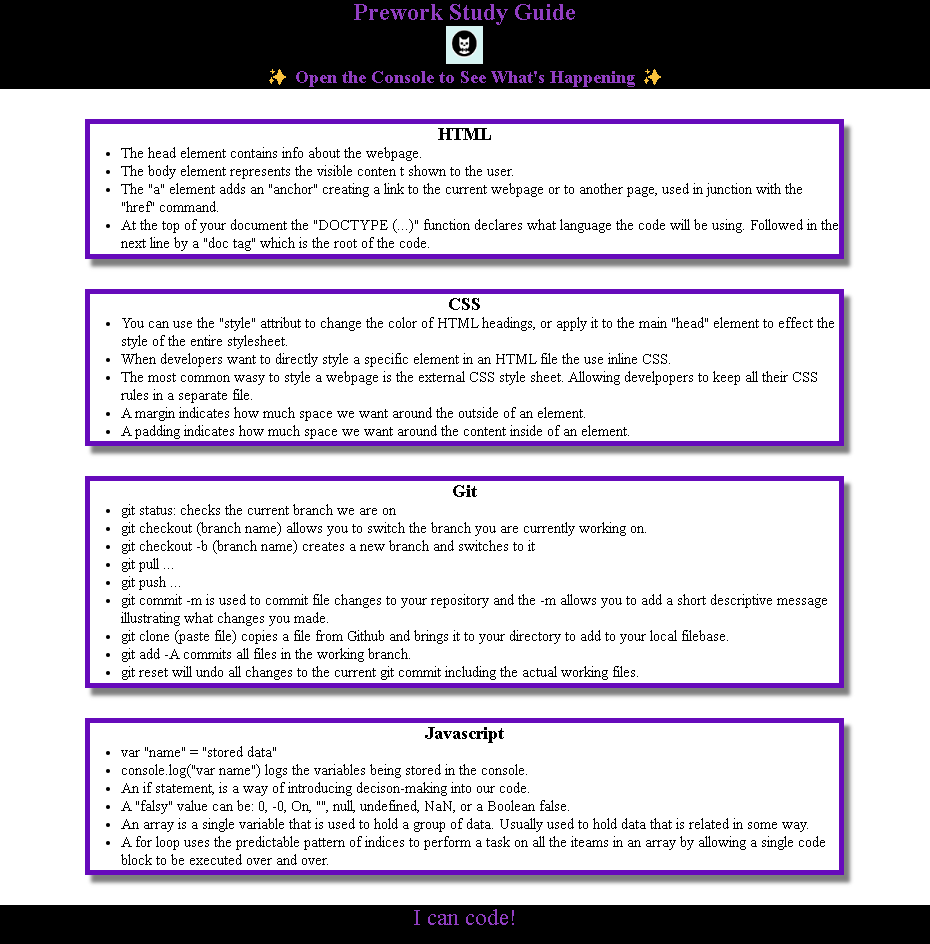 Prework Study Guide
✨ Open the Console to See What's Happening ✨
HTML
• The head element contains info about the webpage.
• The body element represents the visible conten t shown to the user.
• The "a" element adds an "anchor" creating a link to the current webpage or to another page, used in junction with the
"href" command.
• At the top of your document the "DOCTYPE (...)" function declares what language the code will be using. Followed in the
next line by a "doc tag" which is the root of the code.
CSS
• You can use the "style" attribut to change the color of HTML headings, or apply it to the main "head" element to effect the
style of the entire stylesheet.
• When developers want to directly style a specific element in an HTML file the use inline CSS.
• The most common wasy to style a webpage is the external CSS style sheet. Allowing develpopers to keep all their CSS
rules in a separate file.
• A margin indicates how much space we want around the outside of an element.
• A padding indicates how much space we want around the content inside of an element.
Git
• git status: checks the current branch we are on
• git checkout (branch name) allows you to switch the branch you are currently working on.
• git checkout -b (branch name) creates a new branch and switches to it
• git pull ...
• git push ...
• git commit -m is used to commit file changes to your repository and the -m allows you to add a short descriptive message
illustrating what changes you made.
• git clone (paste file) copies a file from Github and brings it to your directory to add to your local filebase.
• git add -A commits all files in the working branch.
• git reset will undo all changes to the current git commit including the actual working files.
Javascript
• var "name" = "stored data"
• console.log("var name") logs the variables being stored in the console.
• An if statement, is a way of introducing decison-making into our code.
• A "falsy" value can be: 0, -0, On, "", null, undefined, NaN, or a Boolean false.
• An array is a single variable that is used to hold a group of data. Usually used to hold data that is related in some way.
• A for loop uses the predictable pattern of indices to perform a task on all the iteams in an array by allowing a single code
block to be executed over and over.
I can code!